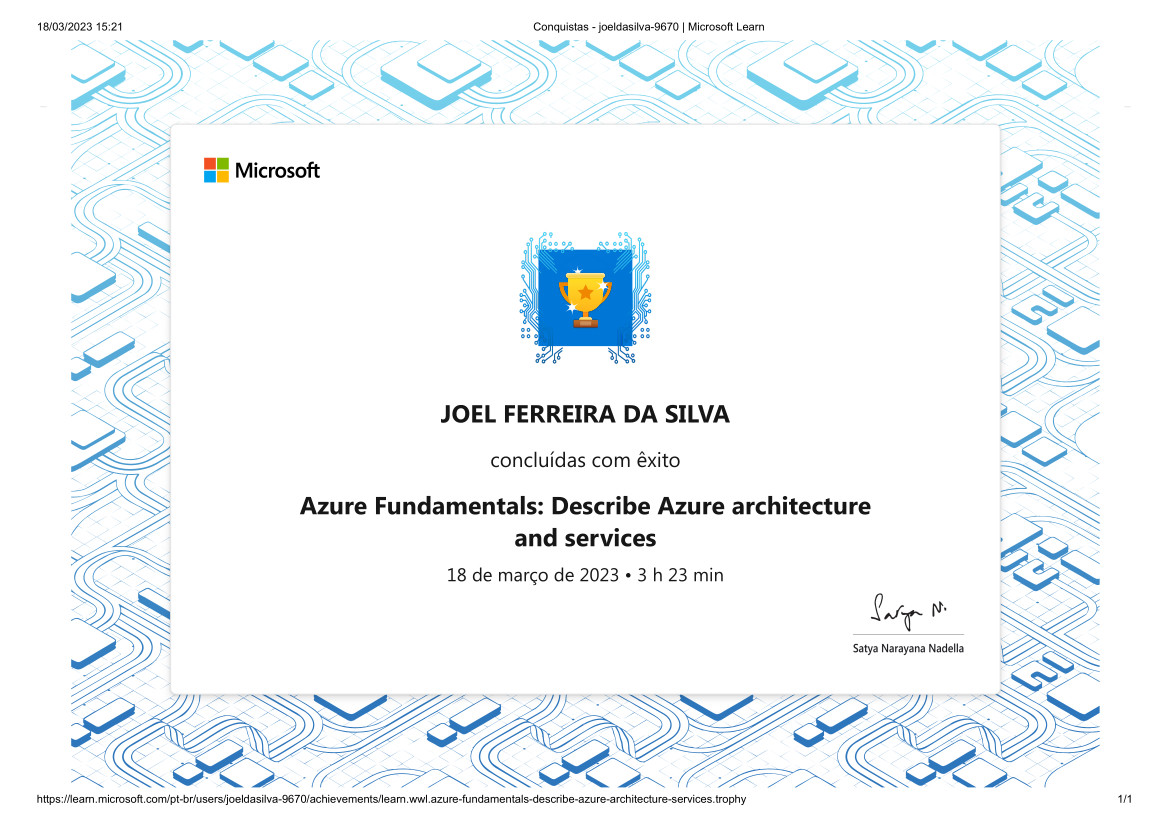 18/03/2023 15:21
Conquistas - joeldasilva-9670 | Microsoft Learn
Microsoft
JOEL FERREIRA DA SILVA
concluídas com êxito
Azure Fundamentals: Describe Azure architecture
and services
18 de março de 2023 • 3 h 23 min
Satya N.
Satya Narayana Nadella
https://learn.microsoft.com/pt-br/users/joeldasilva-9670/achievements/learn.wwl.azure-fundamentals-describe-azure-architecture-services.trophy
1/1